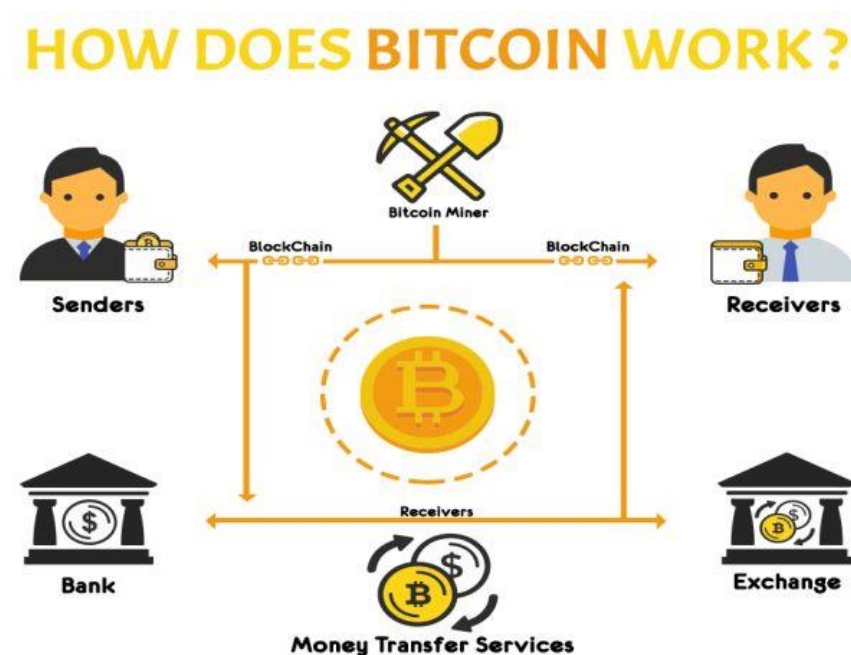 HOW DOES BITCOIN WORK?
Bitcoin Miner
BlockChain
BlockChain
Senders
Receivers
Receivers
Bank
Exchange
Money Transfer Services